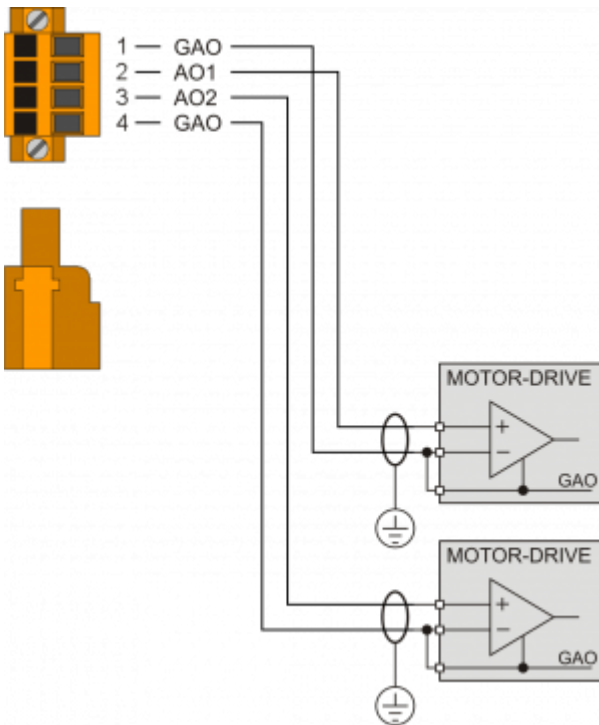 1 — GAO
2 — AO1
3 — AO2
4 — GAO
MOTOR-DRIVE
+
−
GAO
MOTOR-DRIVE
+
−
GAO